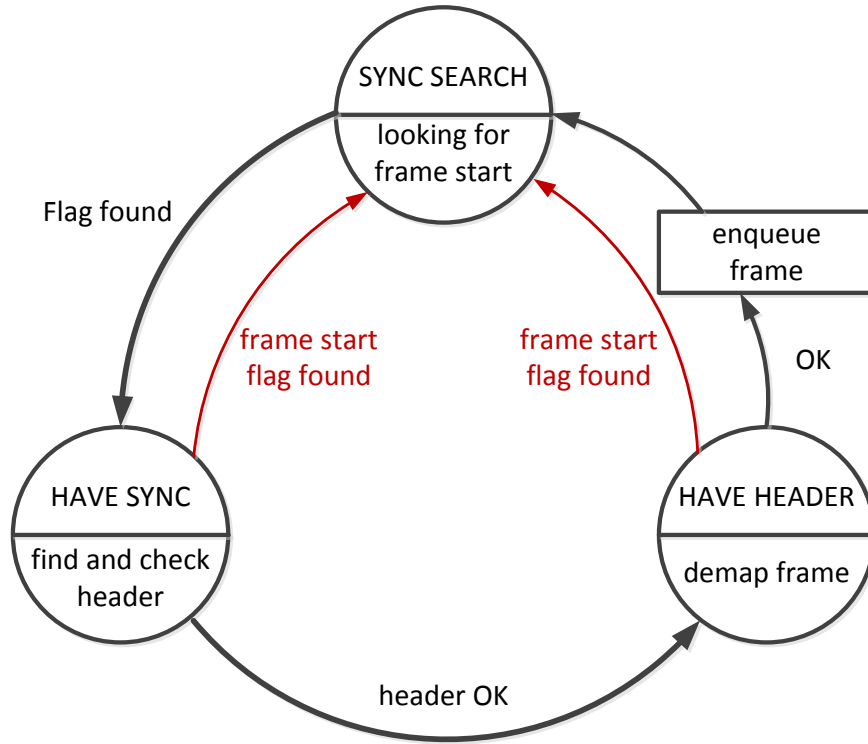 SYNC SEARCH
looking for
frame start
Flag found
enqueue
frame
frame start
flag found
frame start
flag found
OK
HAVE SYNC
find and check
header
HAVE HEADER
demap frame
header OK